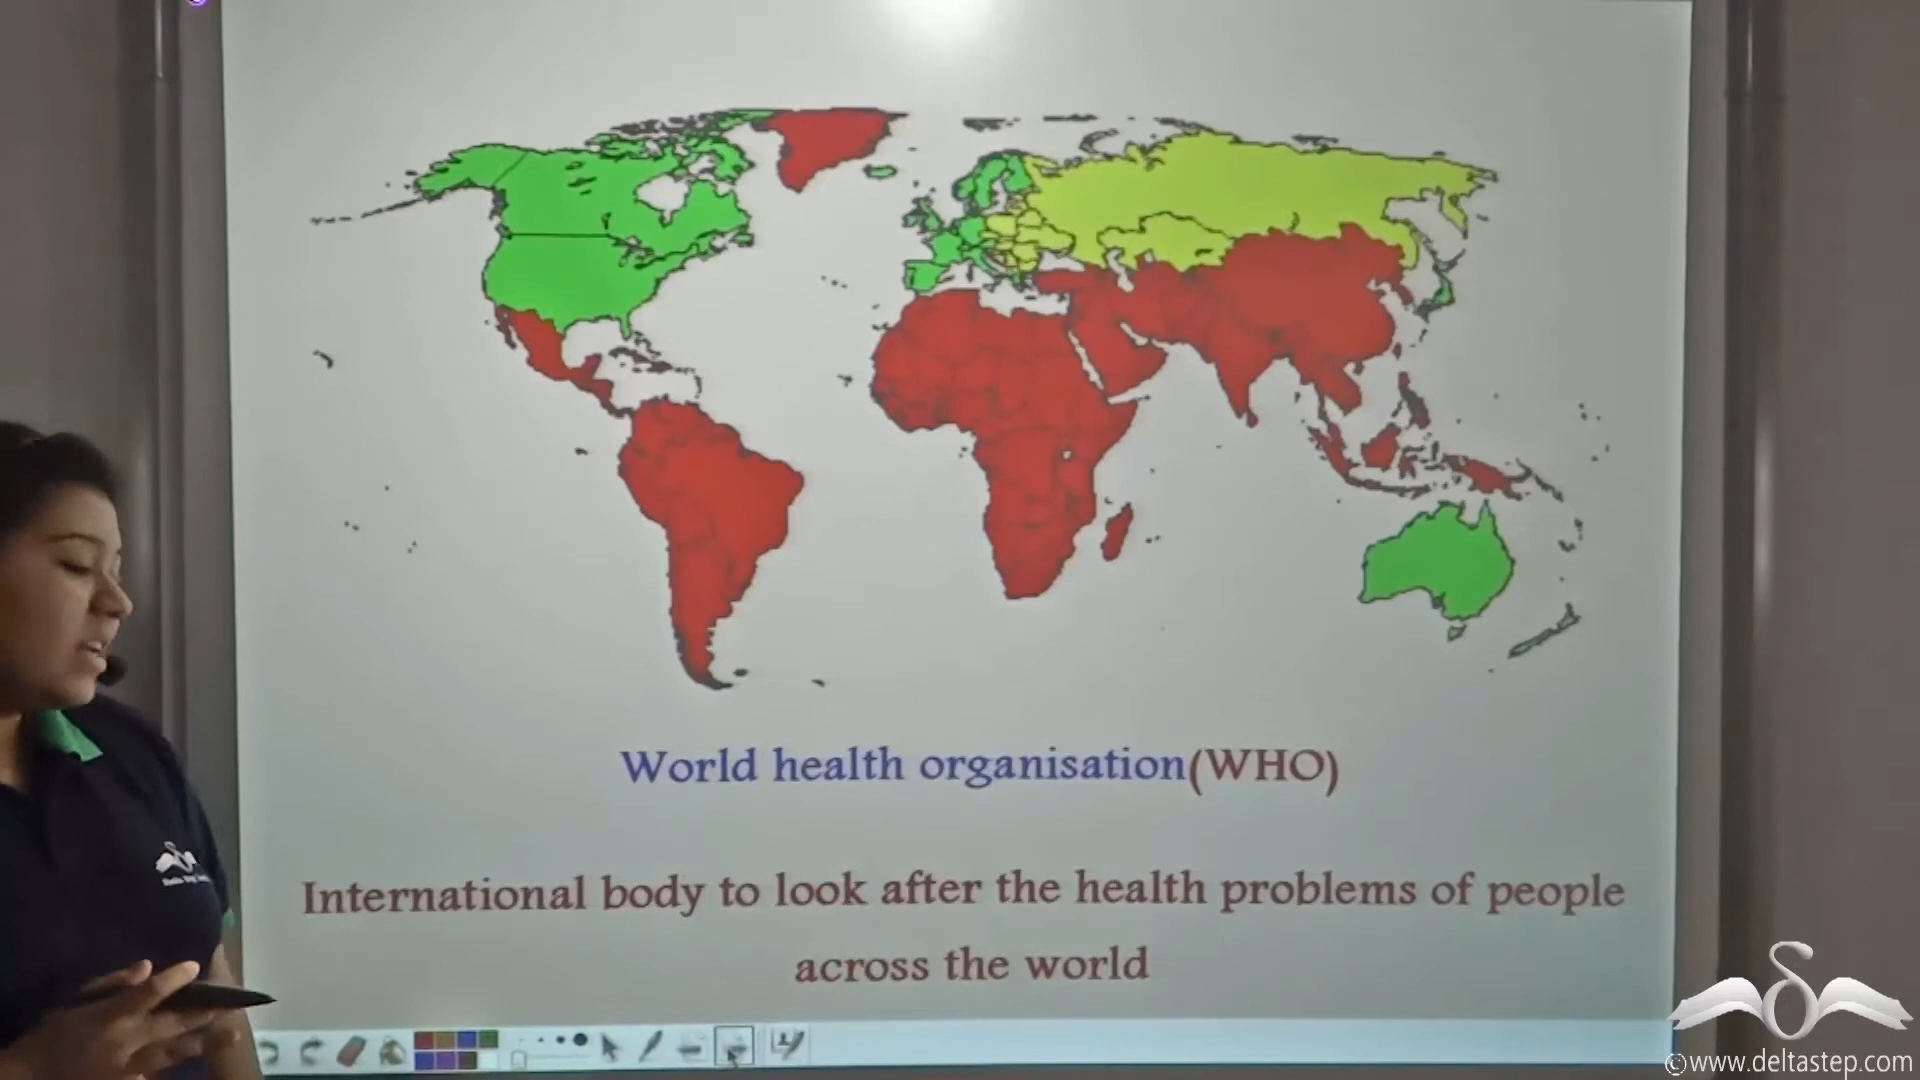 World health organisation(WHO)
International body to look after the health problems of people
across the world
©www.deltastep.com